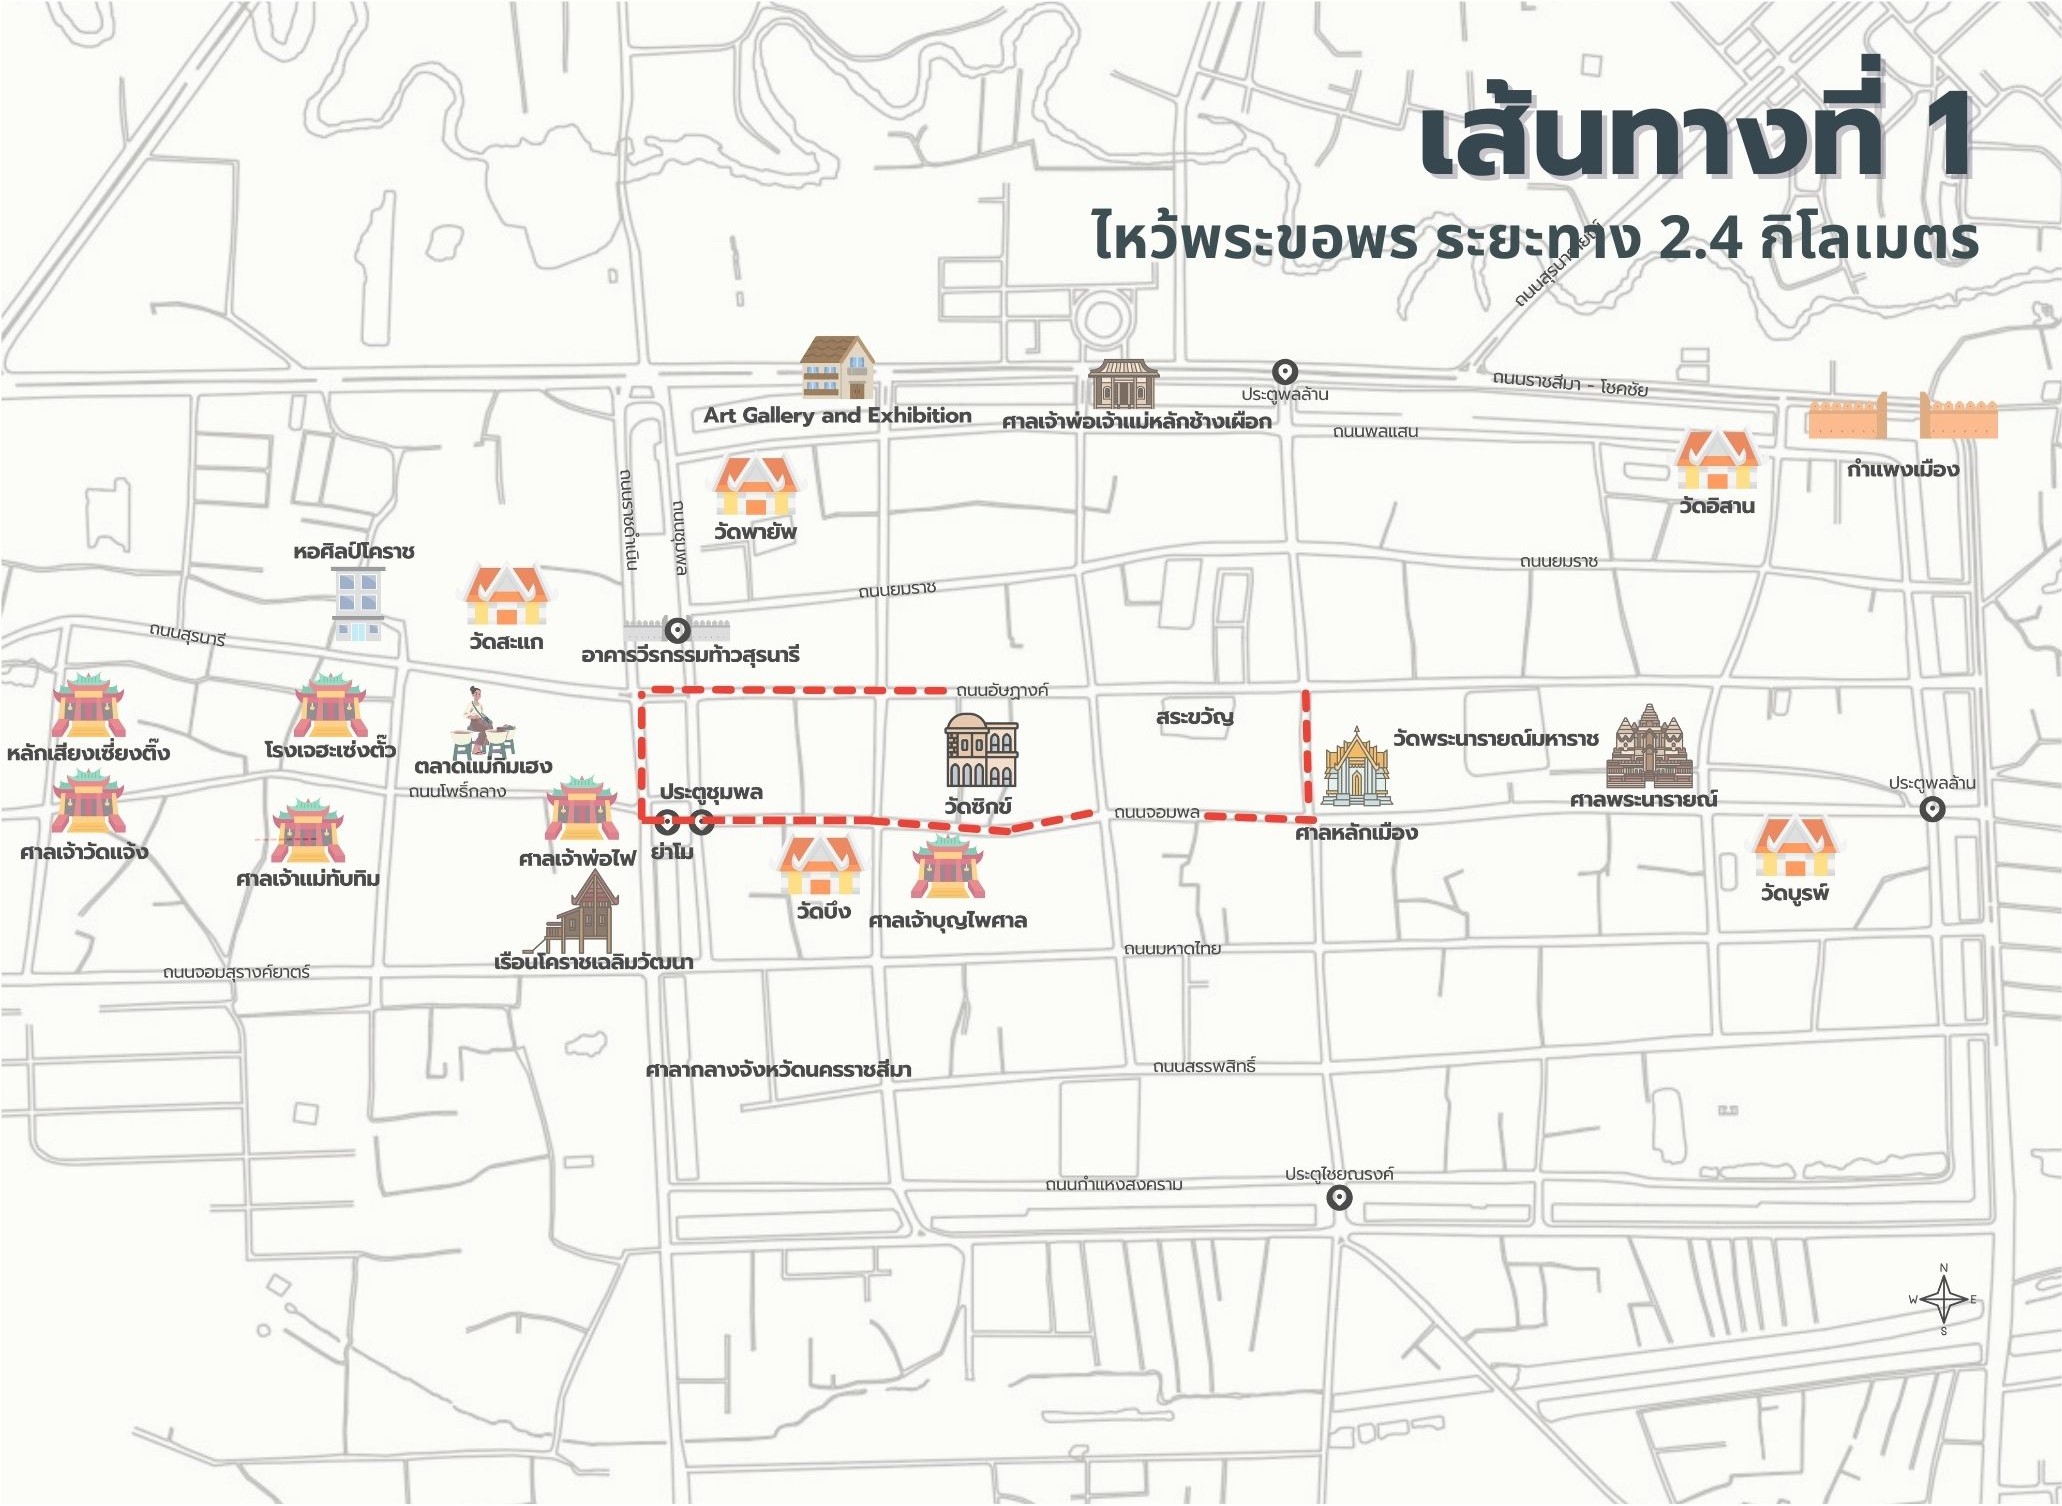 เส้นทางที่ 1
ไหว้พระขอพร ระยะทาง 2.4 กิโลเมตร
ถนนสุรนารายณ์
Art Gallery and Exhibition
ศาลเจ้าพ่อเจ้าแม่หลักช้างเผือก
ประตูพลล้าน
ถนนราชสีมา - โชคชัย
ถนนพลแสน
กำแพงเมือง
วัดอิสาน
ถนนราชดำเนิน
ถนนชุมพล
วัดพายัพ
หอศิลป์โคราช
ถนนยมราช
ถนนยมราช
ถนนสุรนารี
วัดสะแก
อาคารวีรกรรมท้าวสุรนารี
ถนนอัษฎางค์
สระขวัญ
วัดพระนารายณ์มหาราช
หลักเสียงเซี่ยงติ๊ง
โรงเจฮะเซ่งตั๊ว
ตลาดแม่กิมเฮง
ถนนโพธิ์กลาง
ประตูชุมพล
วัดซิกข์
ถนนจอมพล
ศาลพระนารายณ์
ประตูพลล้าน
ศาลหลักเมือง
ศาลเจ้าวัดแจ้ง
ศาลเจ้าแม่ทับทิม
ศาลเจ้าพ่อไฟ
ย่าโม
วัดบึง
ศาลเจ้าบุญไพศาล
วัดบูรพ์
ถนนมหาดไทย
เรือนโคราชเฉลิมวัฒนา
ถนนจอมสุรางค์ยาตร์
ศาลากลางจังหวัดนครราชสีมา
ถนนสรรพสิทธิ์
ถนนกำแหงสงคราม
ประตูไชยณรงค์
N
W
E
S